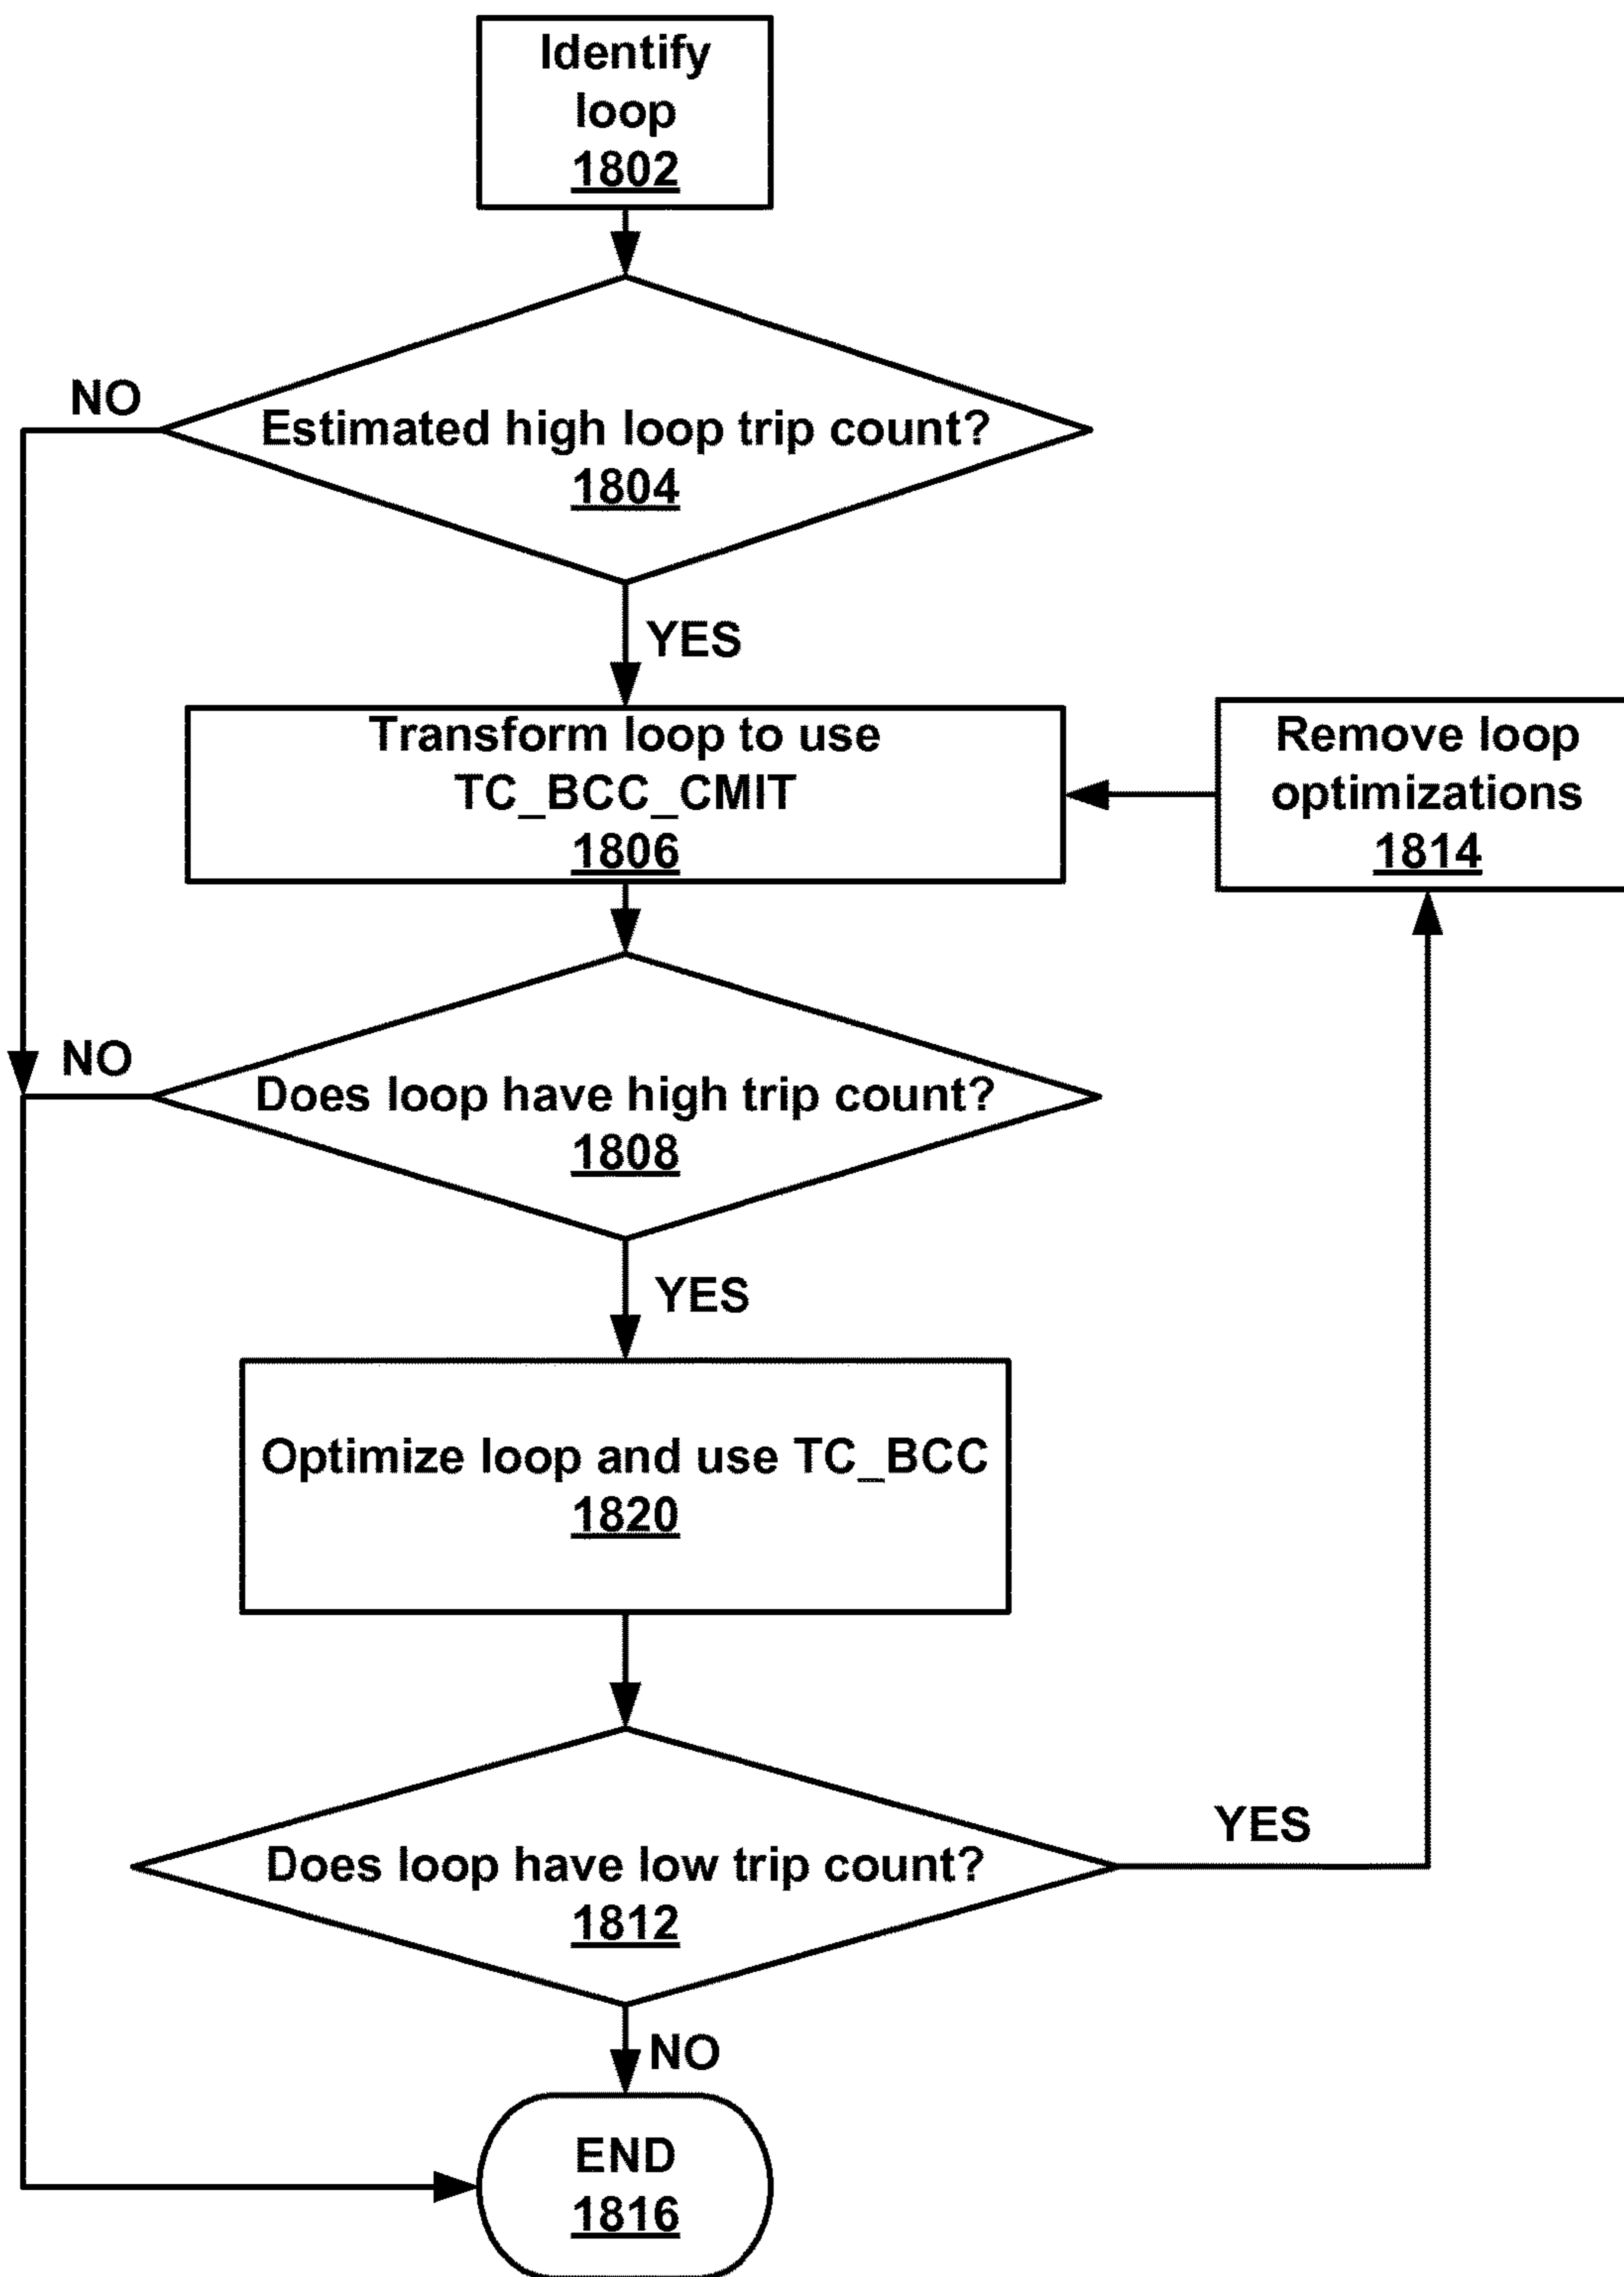 Identify
loop
1802
NO
Estimated high loop trip count?
1804
YES
Transform loop to use
TC_BCC_CMIT
1806
Remove loop
optimizations
1814
NO
Does loop have high trip count?
1808
YES
Optimize loop and use TC_BCC
1820
Does loop have low trip count?
1812
YES
NO
END
1816